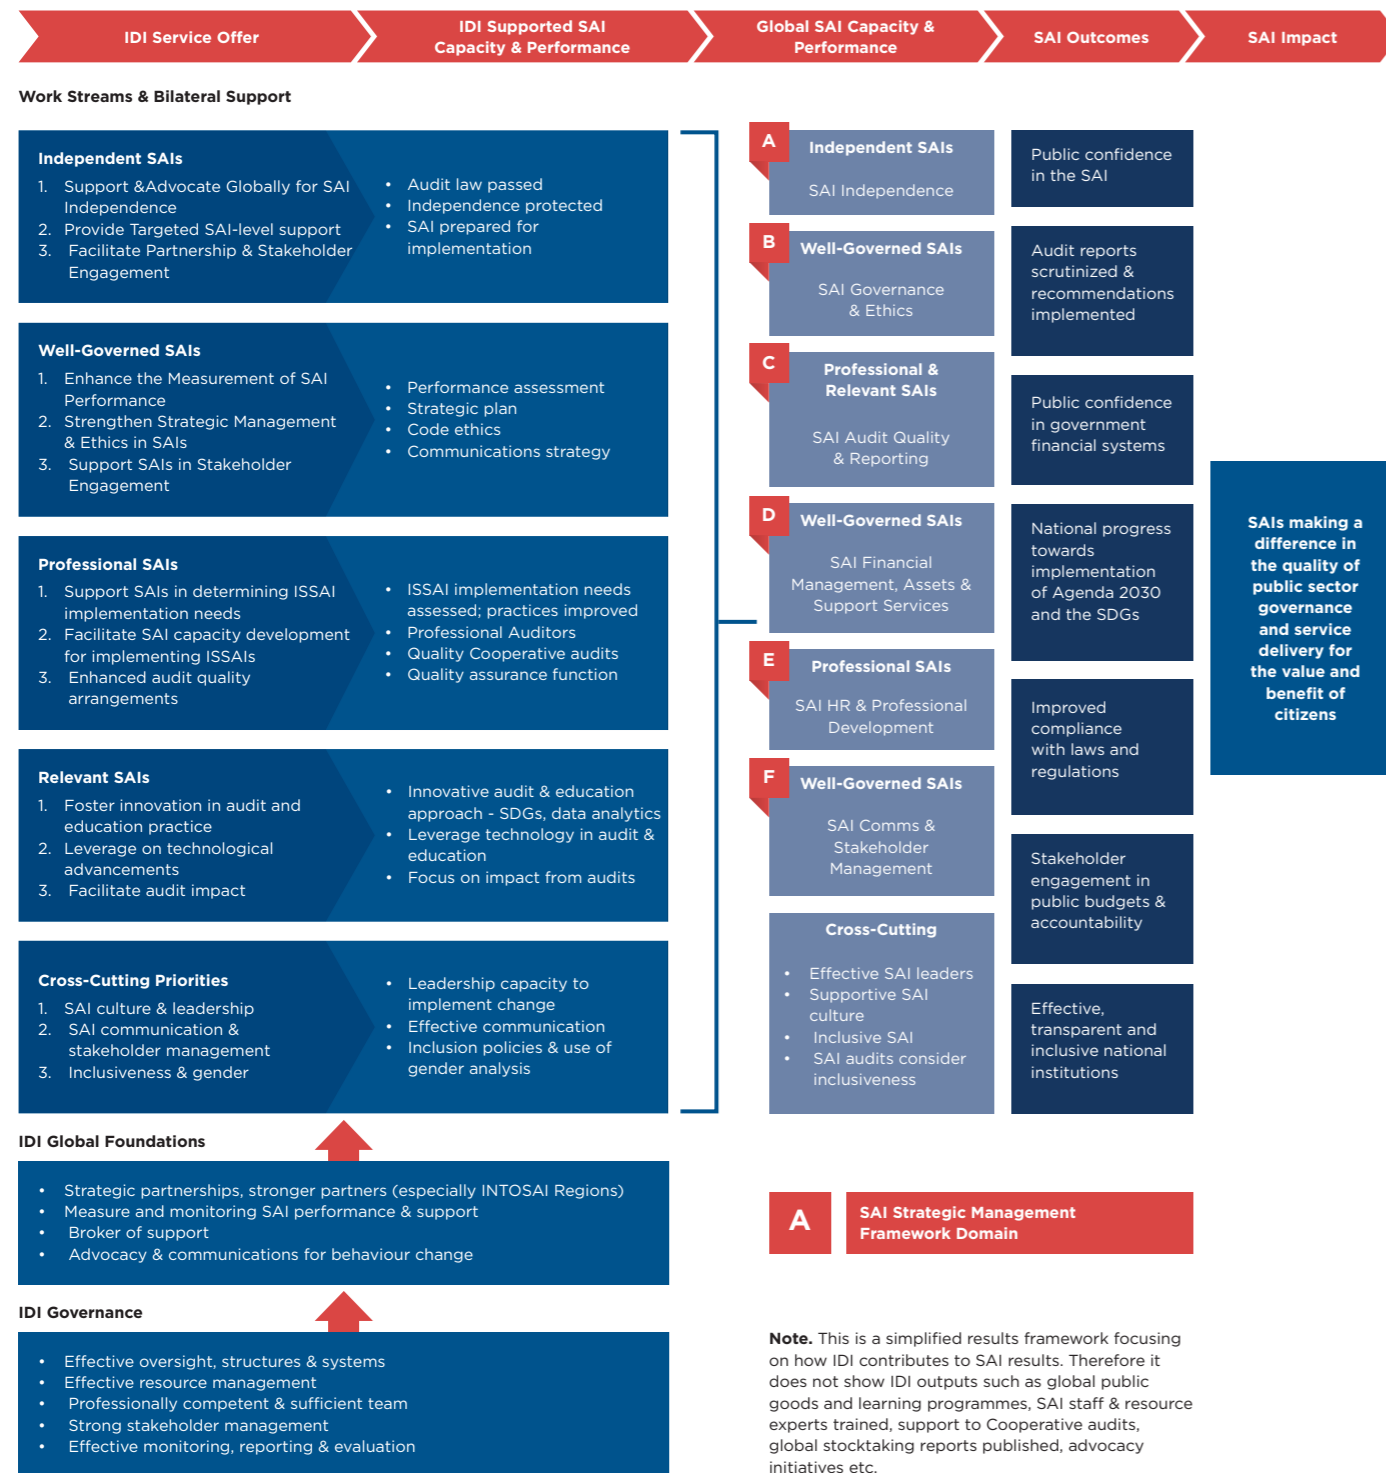 IDI Service Offer
IDI Supported SAI
Capacity & Performance
Global SAI Capacity &
Performance
SAI Outcomes
SAI Impact
Work Streams & Bilateral Support
Independent SAIs
1. Support &Advocate Globally for SAI
Independence
2. Provide Targeted SAI-level support
3. Facilitate Partnership & Stakeholder
Engagement
• Audit law passed
• Independence protected
• SAI prepared for
implementation
Well-Governed SAIs
1. Enhance the Measurement of SAI
Performance
2. Strengthen Strategic Management
& Ethics in SAIs
3. Support SAIs in Stakeholder
Engagement
• Performance assessment
• Strategic plan
• Code ethics
• Communications strategy
Professional SAIs
1. Support SAIs in determining ISSAI
implementation needs
2. Facilitate SAI capacity development
for implementing ISSAIs
3. Enhanced audit quality
arrangements
• ISSAI implementation needs
assessed; practices improved
• Professional Auditors
• Quality Cooperative audits
• Quality assurance function
Relevant SAIs
1. Foster innovation in audit and
education practice
2. Leverage on technological
advancements
3. Facilitate audit impact
• Innovative audit & education
approach - SDGs, data analytics
• Leverage technology in audit &
education
• Focus on impact from audits
Cross-Cutting Priorities
1. SAI culture & leadership
2. SAI communication &
stakeholder management
3. Inclusiveness & gender
• Leadership capacity to
implement change
• Effective communication
• Inclusion policies & use of
gender analysis
A
Independent SAIs
SAI Independence
B
Well-Governed SAIs
SAI Governance
& Ethics
C
Professional &
Relevant SAIs
SAI Audit Quality
& Reporting
D
Well-Governed SAIs
SAI Financial
Management, Assets &
Support Services
E
Professional SAIs
SAI HR & Professional
Development
F
Well-Governed SAIs
SAI Comms &
Stakeholder
Management
Cross-Cutting
• Effective SAI leaders
• Supportive SAI
culture
• Inclusive SAI
• SAI audits consider
inclusiveness
Public confidence
in the SAI
Audit reports
scrutinized &
recommendations
implemented
Public confidence
in government
financial systems
National progress
towards
implementation
of Agenda 2030
and the SDGs
Improved
compliance
with laws and
regulations
Stakeholder
engagement in
public budgets &
accountability
Effective,
transparent and
inclusive national
institutions
SAIs making a
difference in
the quality of
public sector
governance
and service
delivery for
the value and
benefit of
citizens
IDI Global Foundations
• Strategic partnerships, stronger partners (especially INTOSAI Regions)
• Measure and monitoring SAI performance & support
• Broker of support
• Advocacy & communications for behaviour change
IDI Governance
• Effective oversight, structures & systems
• Effective resource management
• Professionally competent & sufficient team
• Strong stakeholder management
• Effective monitoring, reporting & evaluation
A
SAI Strategic Management
Framework Domain
Note. This is a simplified results framework focusing
on how IDI contributes to SAI results. Therefore it
does not show IDI outputs such as global public
goods and learning programmes, SAI staff & resource
experts trained, support to Cooperative audits,
global stocktaking reports published, advocacy
initiatives etc.